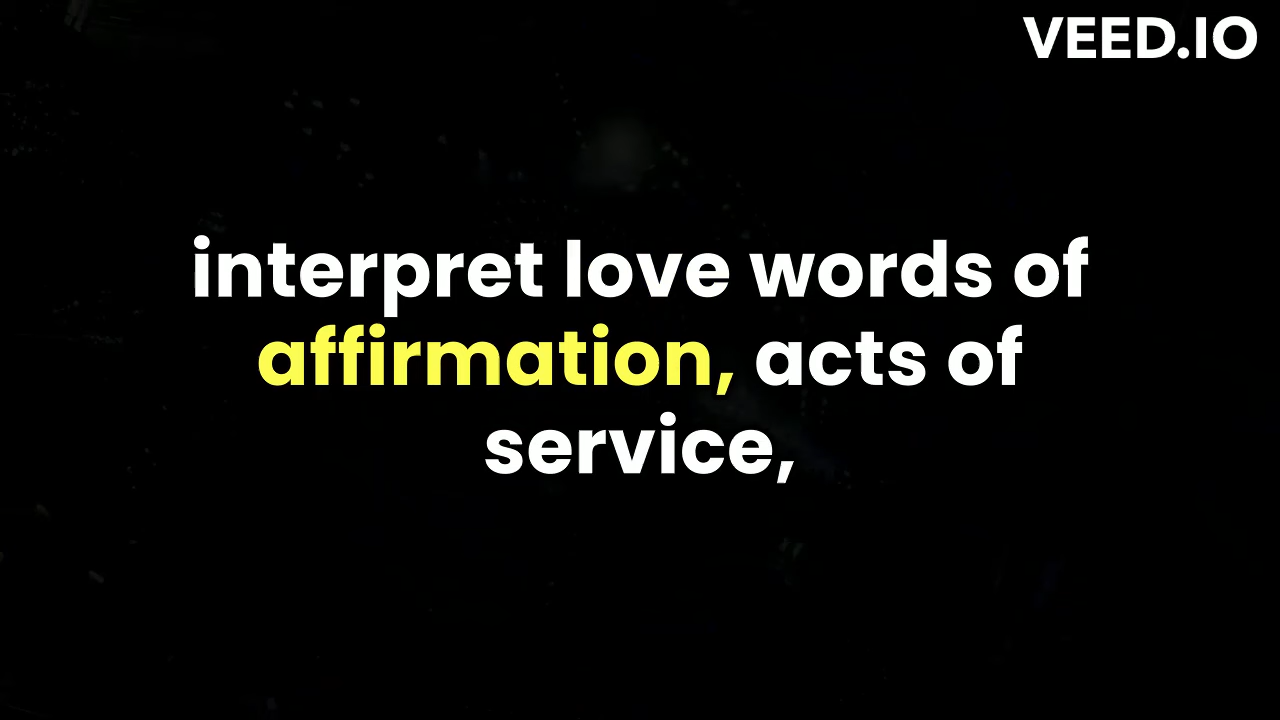 VEED.IO
interpret love words of
affirmation, acts of
service,